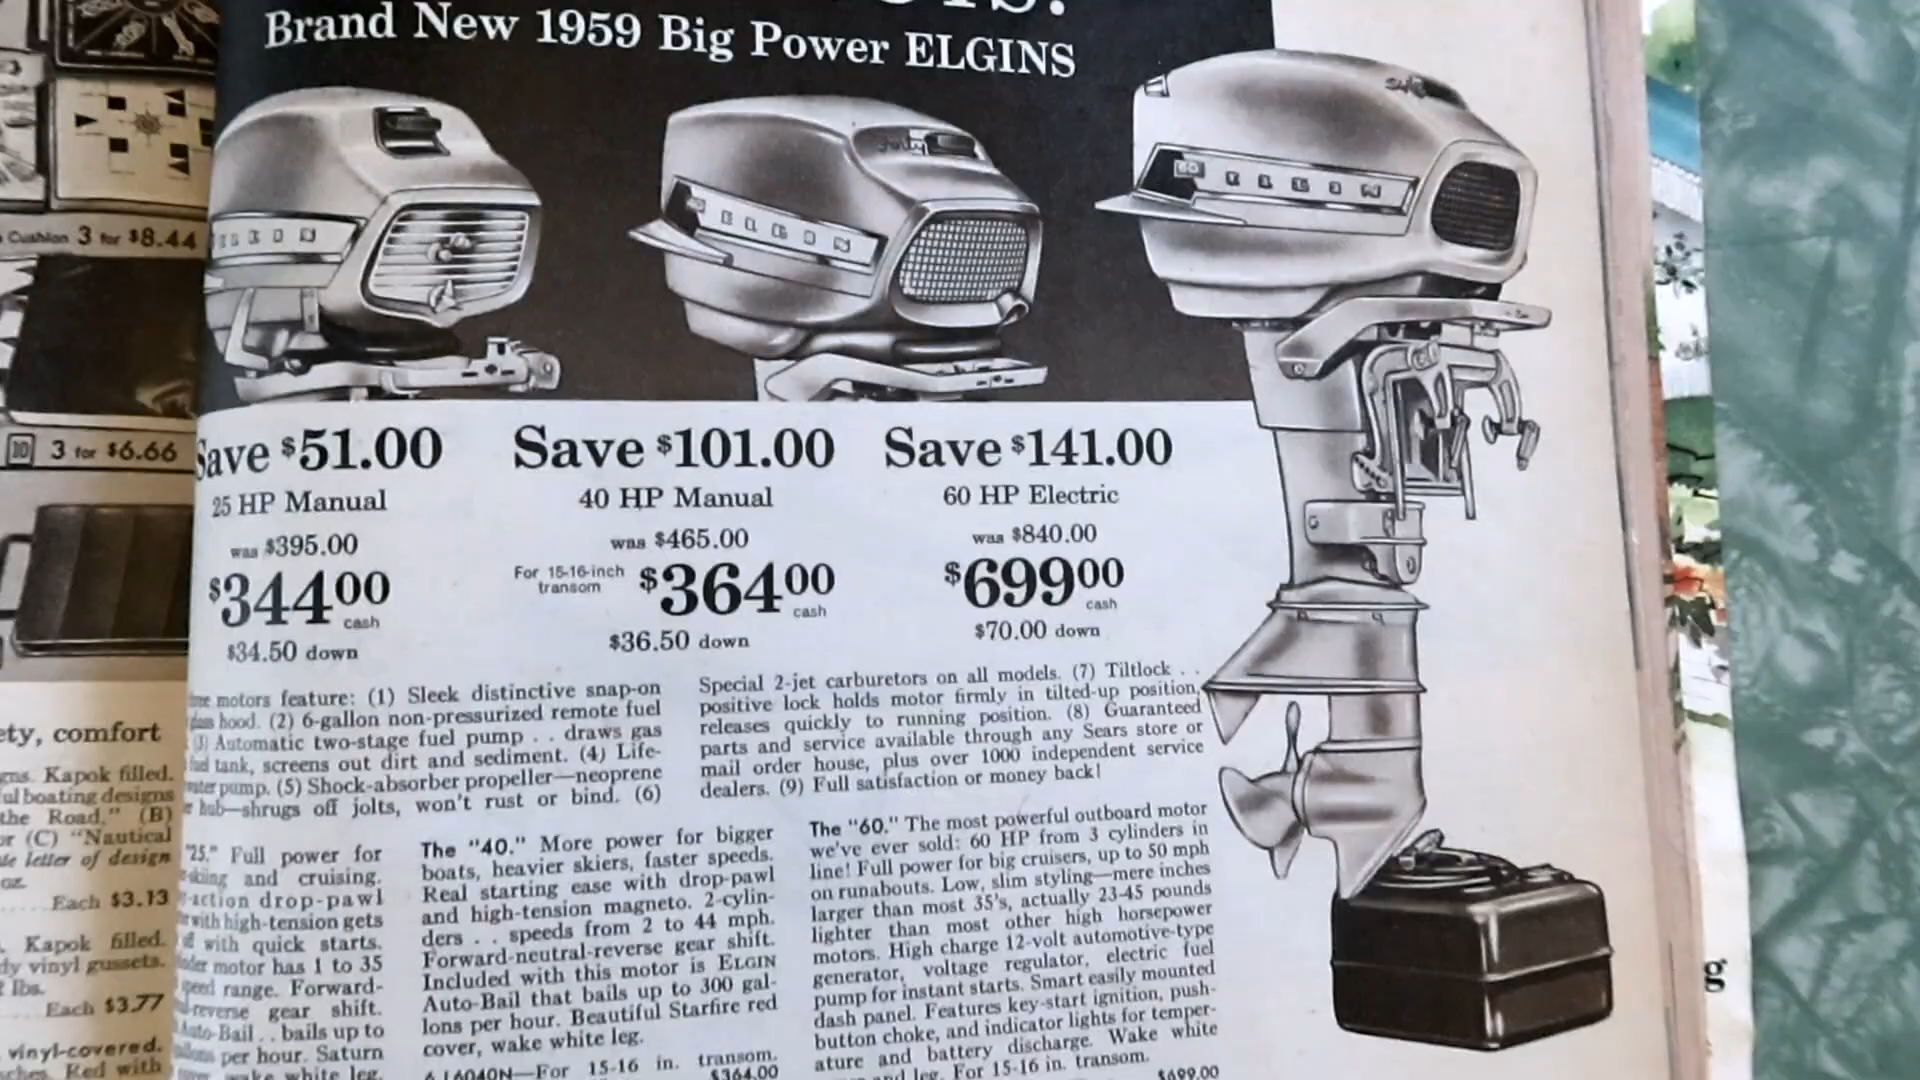 Brand New 1959 Big Power ELGINS
ELGIN
60 ELGIN
Cushion 3 for $8.44
3 for $6.66
Save $51.00
25 HP Manual
was $395.00
$344.00
cash
$34.50 down
Save $101.00
40 HP Manual
was $465.00
For 15-16-inch
transom
$364.00
cash
$36.50 down
Save $141.00
60 HP Electric
was $840.00
$699.00
cash
$70.00 down
motors feature: (1) Sleek distinctive snap-on
hood. (2) 6-gallon non-pressurized remote fuel
Automatic two-stage fuel pump . . draws gas
tank, screens out dirt and sediment. (4) Life-
pump. (5) Shock-absorber propeller—neoprene
hub—shrugs off jolts, won't rust or bind. (6)
Special 2-jet carburetors on all models. (7) Tiltlock . .
positive lock holds motor firmly in tilted-up position,
releases quickly to running position. (8) Guaranteed
parts and service available through any Sears store or
mail order house, plus over 1000 independent service
dealers. (9) Full satisfaction or money back!
"25." Full power for
and cruising.
action drop-pawl
with high-tension gets
with quick starts.
motor has 1 to 35
range. Forward-
reverse gear shift.
Auto-Bail . . bails up to
per hour. Saturn
wake white leg.
The "40." More power for bigger
boats, heavier skiers, faster speeds.
Real starting ease with drop-pawl
and high-tension magneto. 2-cylin-
ders . . speeds from 2 to 44 mph.
Forward-neutral-reverse gear shift.
Included with this motor is ELGIN
Auto-Bail that bails up to 300 gal-
lons per hour. Beautiful Starfire red
cover, wake white leg.
For 15-16 in. transom.
$364.00
The "60." The most powerful outboard motor
we've ever sold: 60 HP from 3 cylinders in
line! Full power for big cruisers, up to 50 mph
on runabouts. Low, slim styling—mere inches
larger than most 35's, actually 23-45 pounds
lighter than most other high horsepower
motors. High charge 12-volt automotive-type
generator, voltage regulator, electric fuel
pump for instant starts. Smart easily mounted
dash panel. Features key-start ignition, push-
button choke, and indicator lights for temper-
ature and battery discharge. Wake white
and leg. For 15-16 in. transom.
$699.00
comfort
Kapok filled.
boating designs
the Road." (B)
or (C) "Nautical
letter of design
oz.
Each $3.13
Kapok filled.
vinyl gussets.
lbs.
Each $3.77
vinyl-covered.
Red with
g